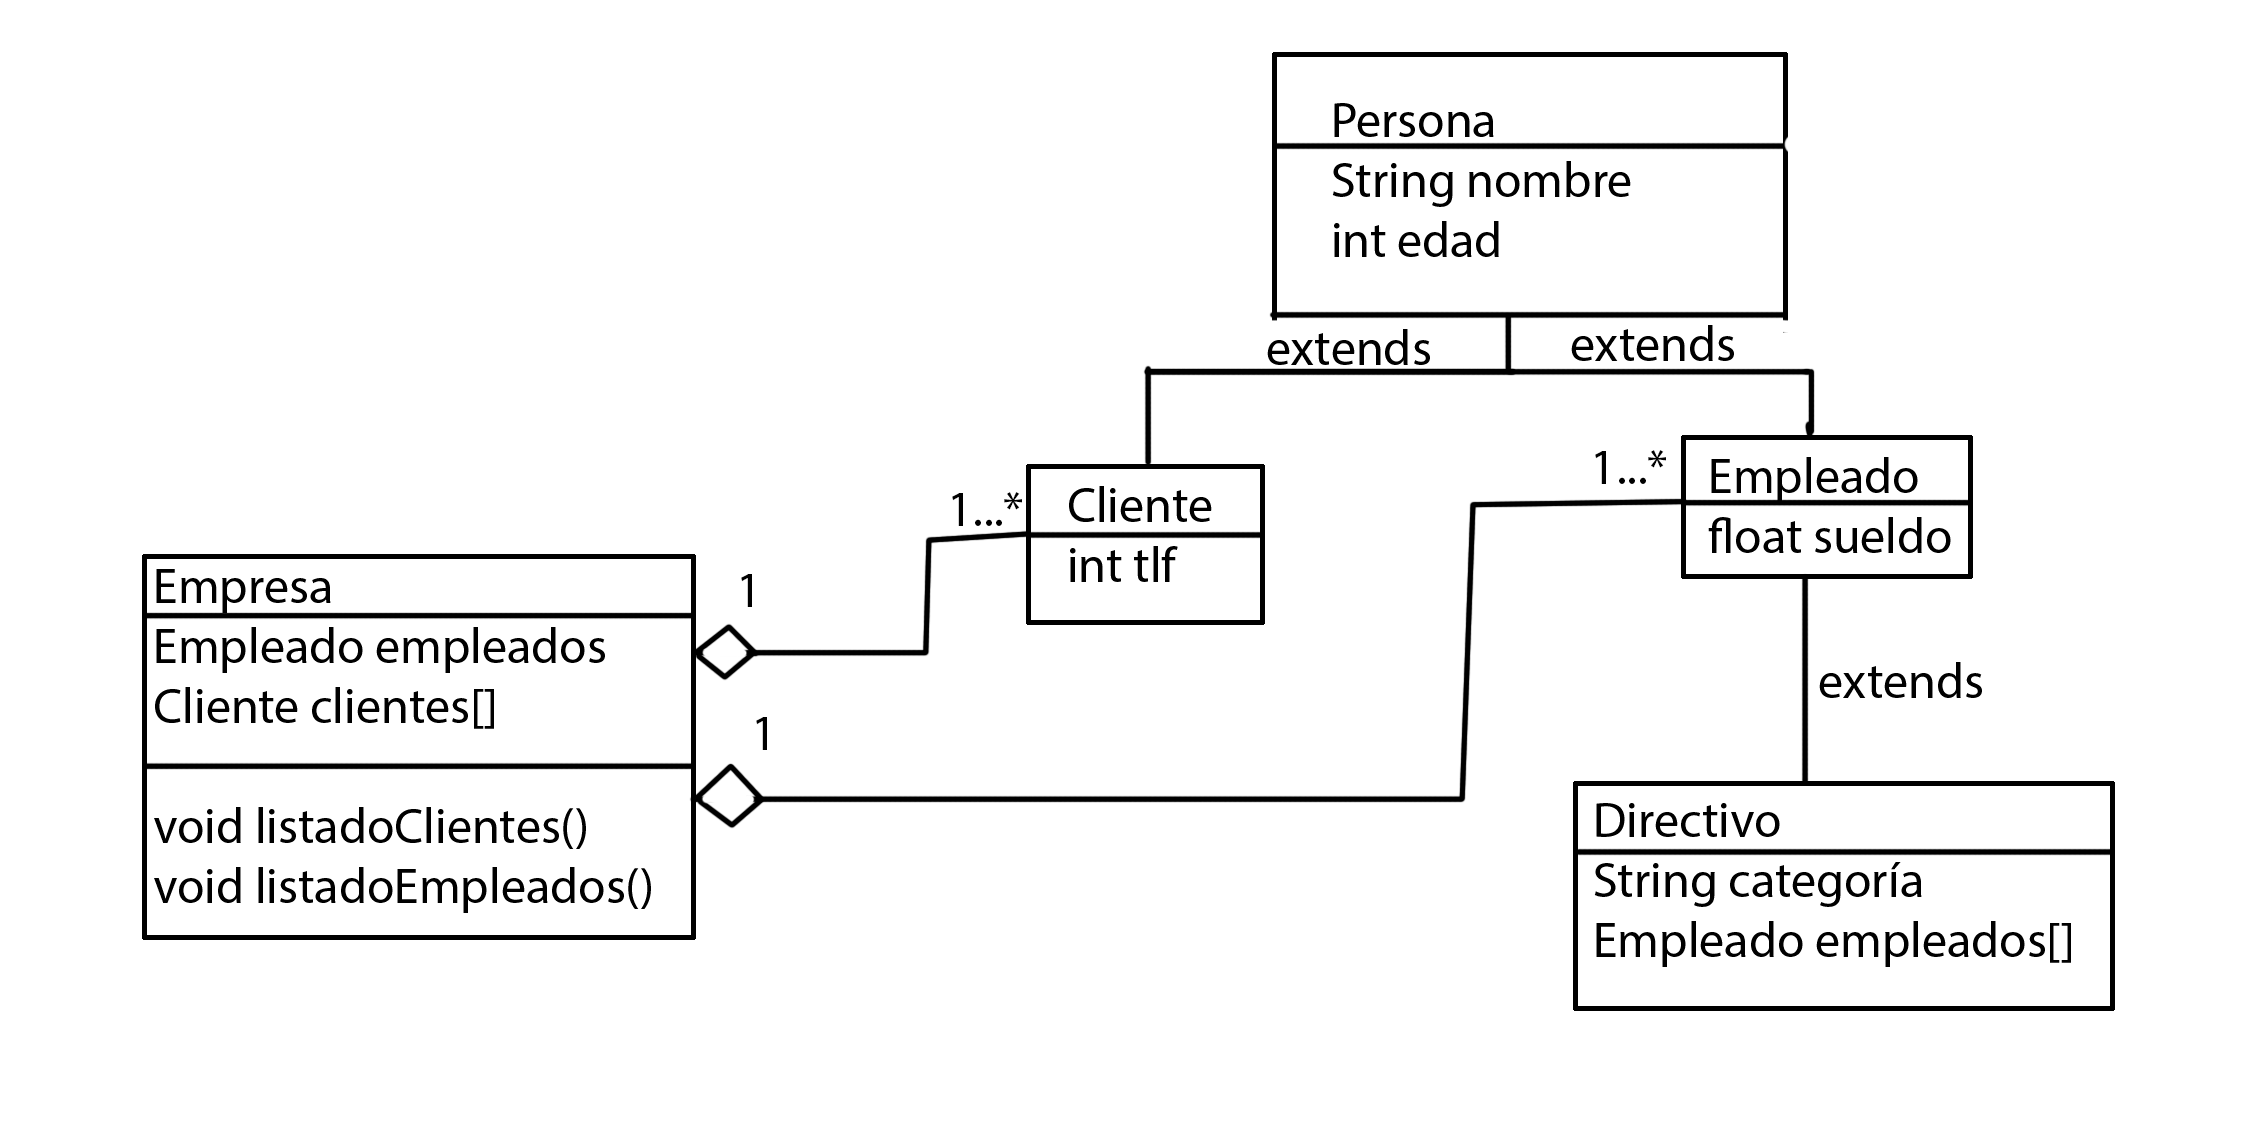 Persona
String nombre
int edad
extends
extends
1...*
Cliente
int tlf
1...*
Empleado
float sueldo
Empresa
Empleado empleados
Cliente clientes[]
void listadoClientes()
void listadoEmpleados()
1
1
extends
Directivo
String categoría
Empleado empleados[]